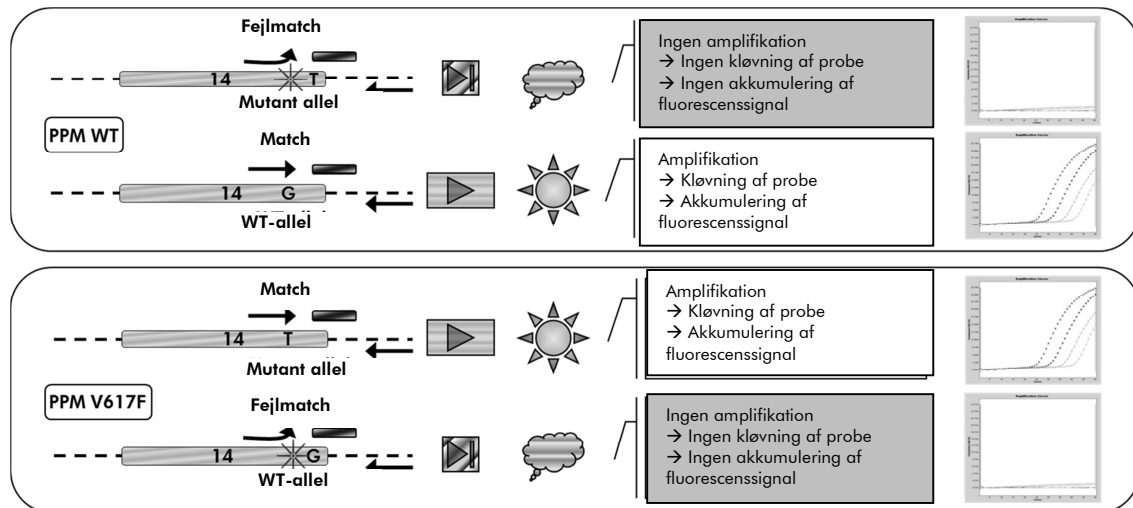 Fejlmatch
14
T
Mutant allel
Ingen amplifikation
→ Ingen kløvning af probe
→ Ingen akkumulering af
fluorescenssignal
PPM WT
Match
14
G
WT-allel
Amplifikation
→ Kløvning af probe
→ Akkumulering af
fluorescenssignal
Match
14
T
Mutant allel
Amplifikation
→ Kløvning af probe
→ Akkumulering af
fluorescenssignal
PPM V617F
Fejlmatch
14
G
WT-allel
Ingen amplifikation
→ Ingen kløvning af probe
→ Ingen akkumulering af
fluorescenssignal